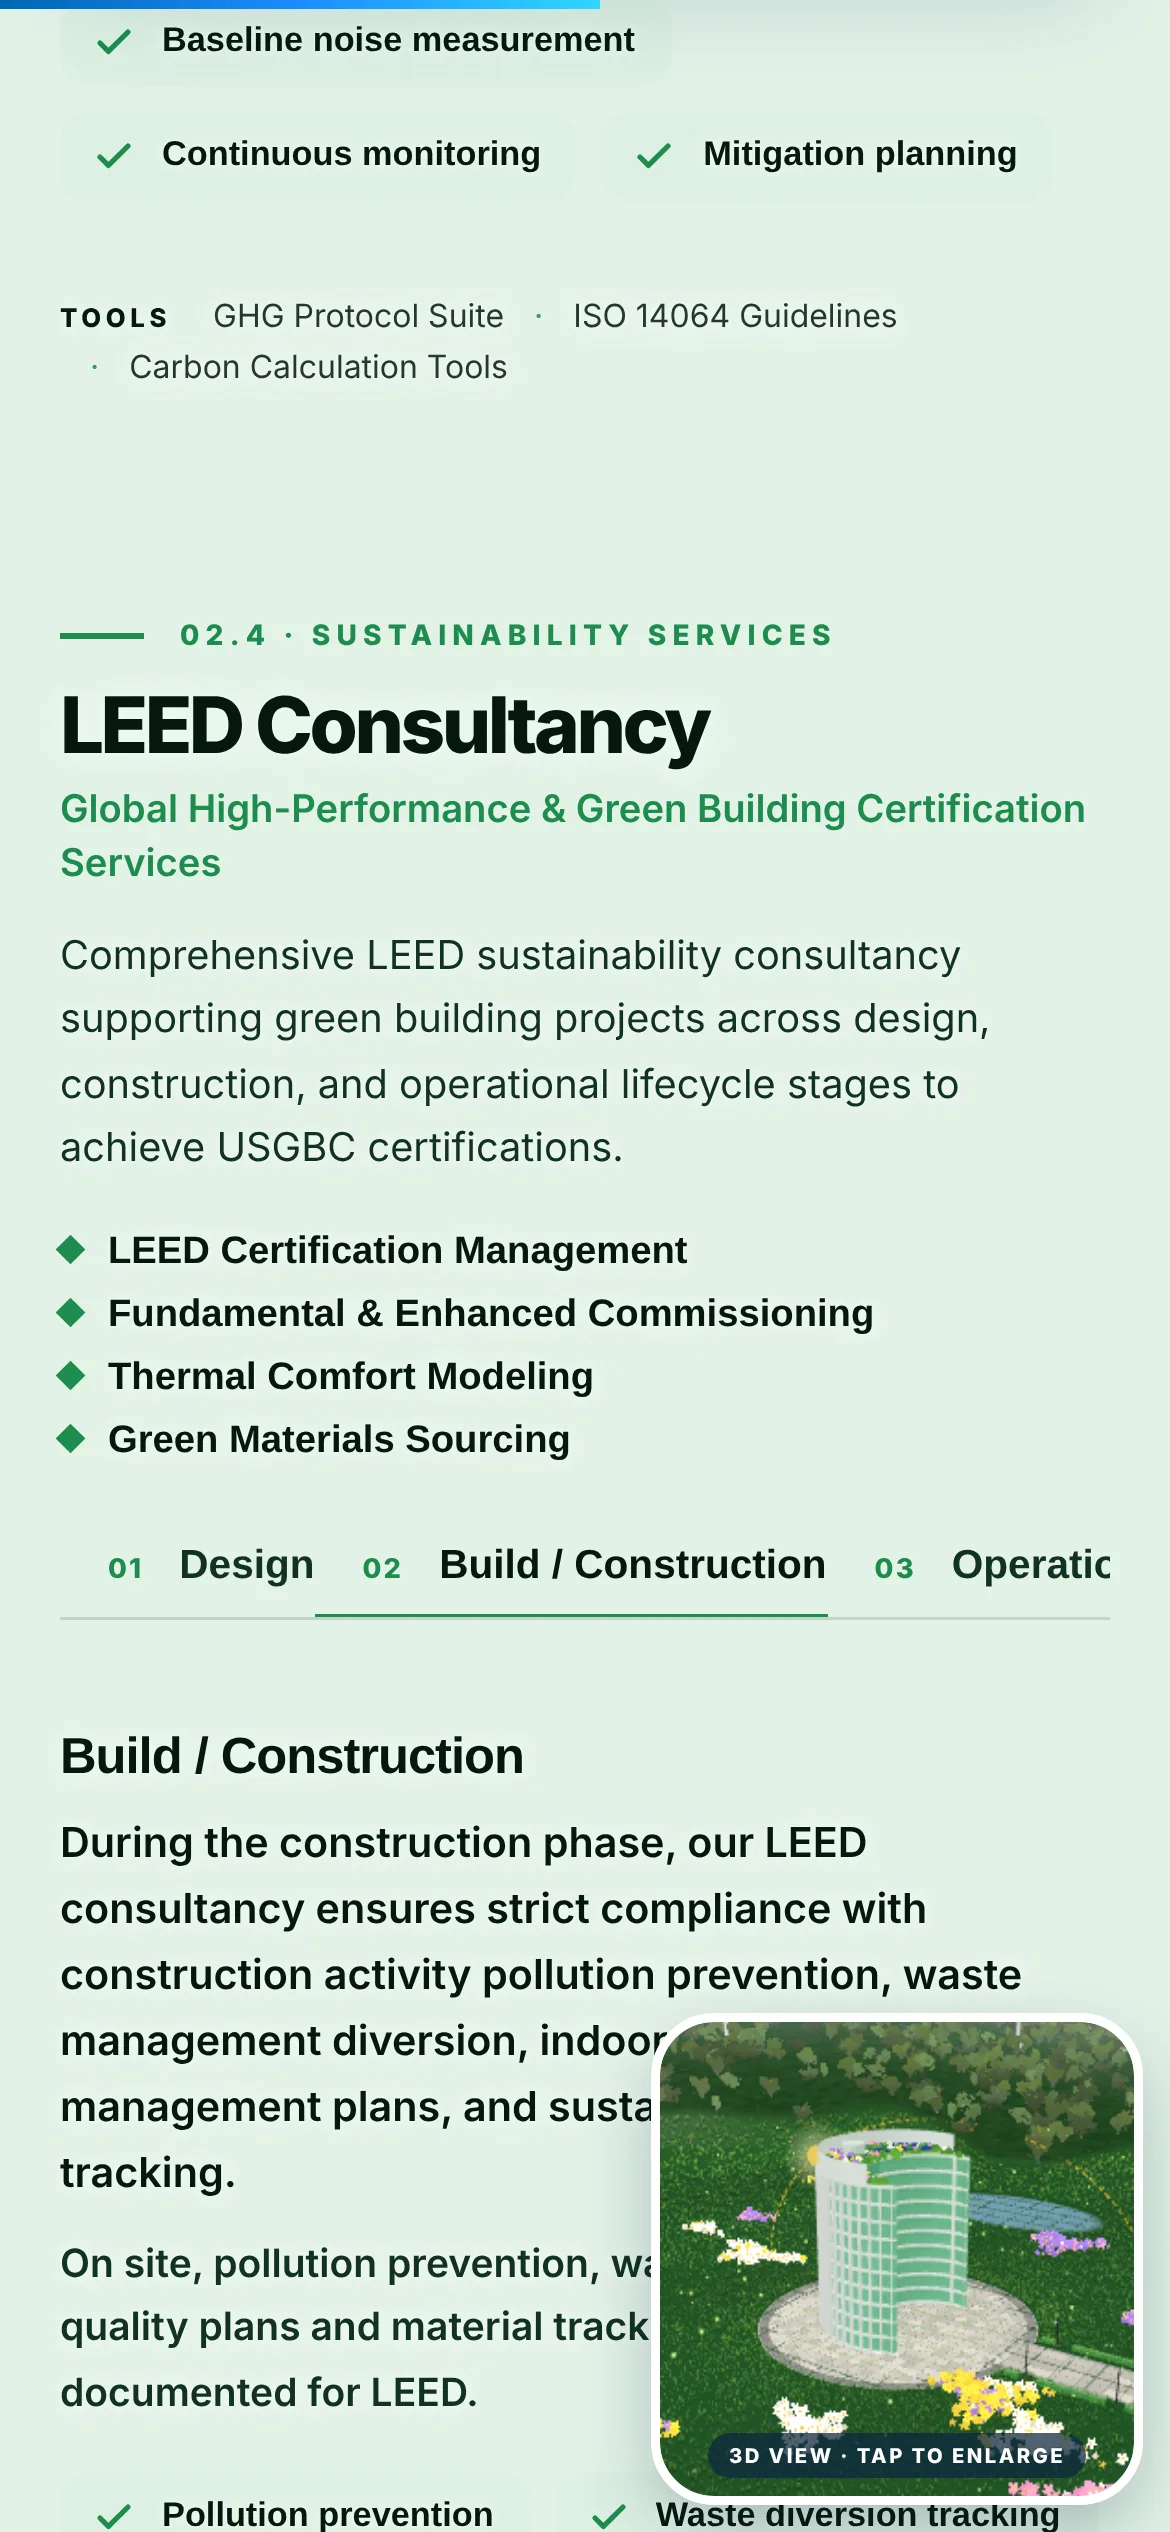 Baseline noise measurement
Continuous monitoring Mitigation planning
TOOLS GHG Protocol Suite · ISO 14064 Guidelines
· Carbon Calculation Tools
02.4 · SUSTAINABILITY SERVICES
LEED Consultancy
Global High-Performance & Green Building Certification
Services
Comprehensive LEED sustainability consultancy
supporting green building projects across design,
construction, and operational lifecycle stages to
achieve USGBC certifications.
LEED Certification Management
Fundamental & Enhanced Commissioning
Thermal Comfort Modeling
Green Materials Sourcing
01 Design 02 Build / Construction 03 Operatio
Build / Construction
During the construction phase, our LEED
consultancy ensures strict compliance with
construction activity pollution prevention, waste
management diversion, indoor
management plans, and susta
tracking.
On site, pollution prevention, wa
quality plans and material track
documented for LEED.
3D VIEW · TAP TO ENLARGE
Pollution prevention Waste diversion tracking